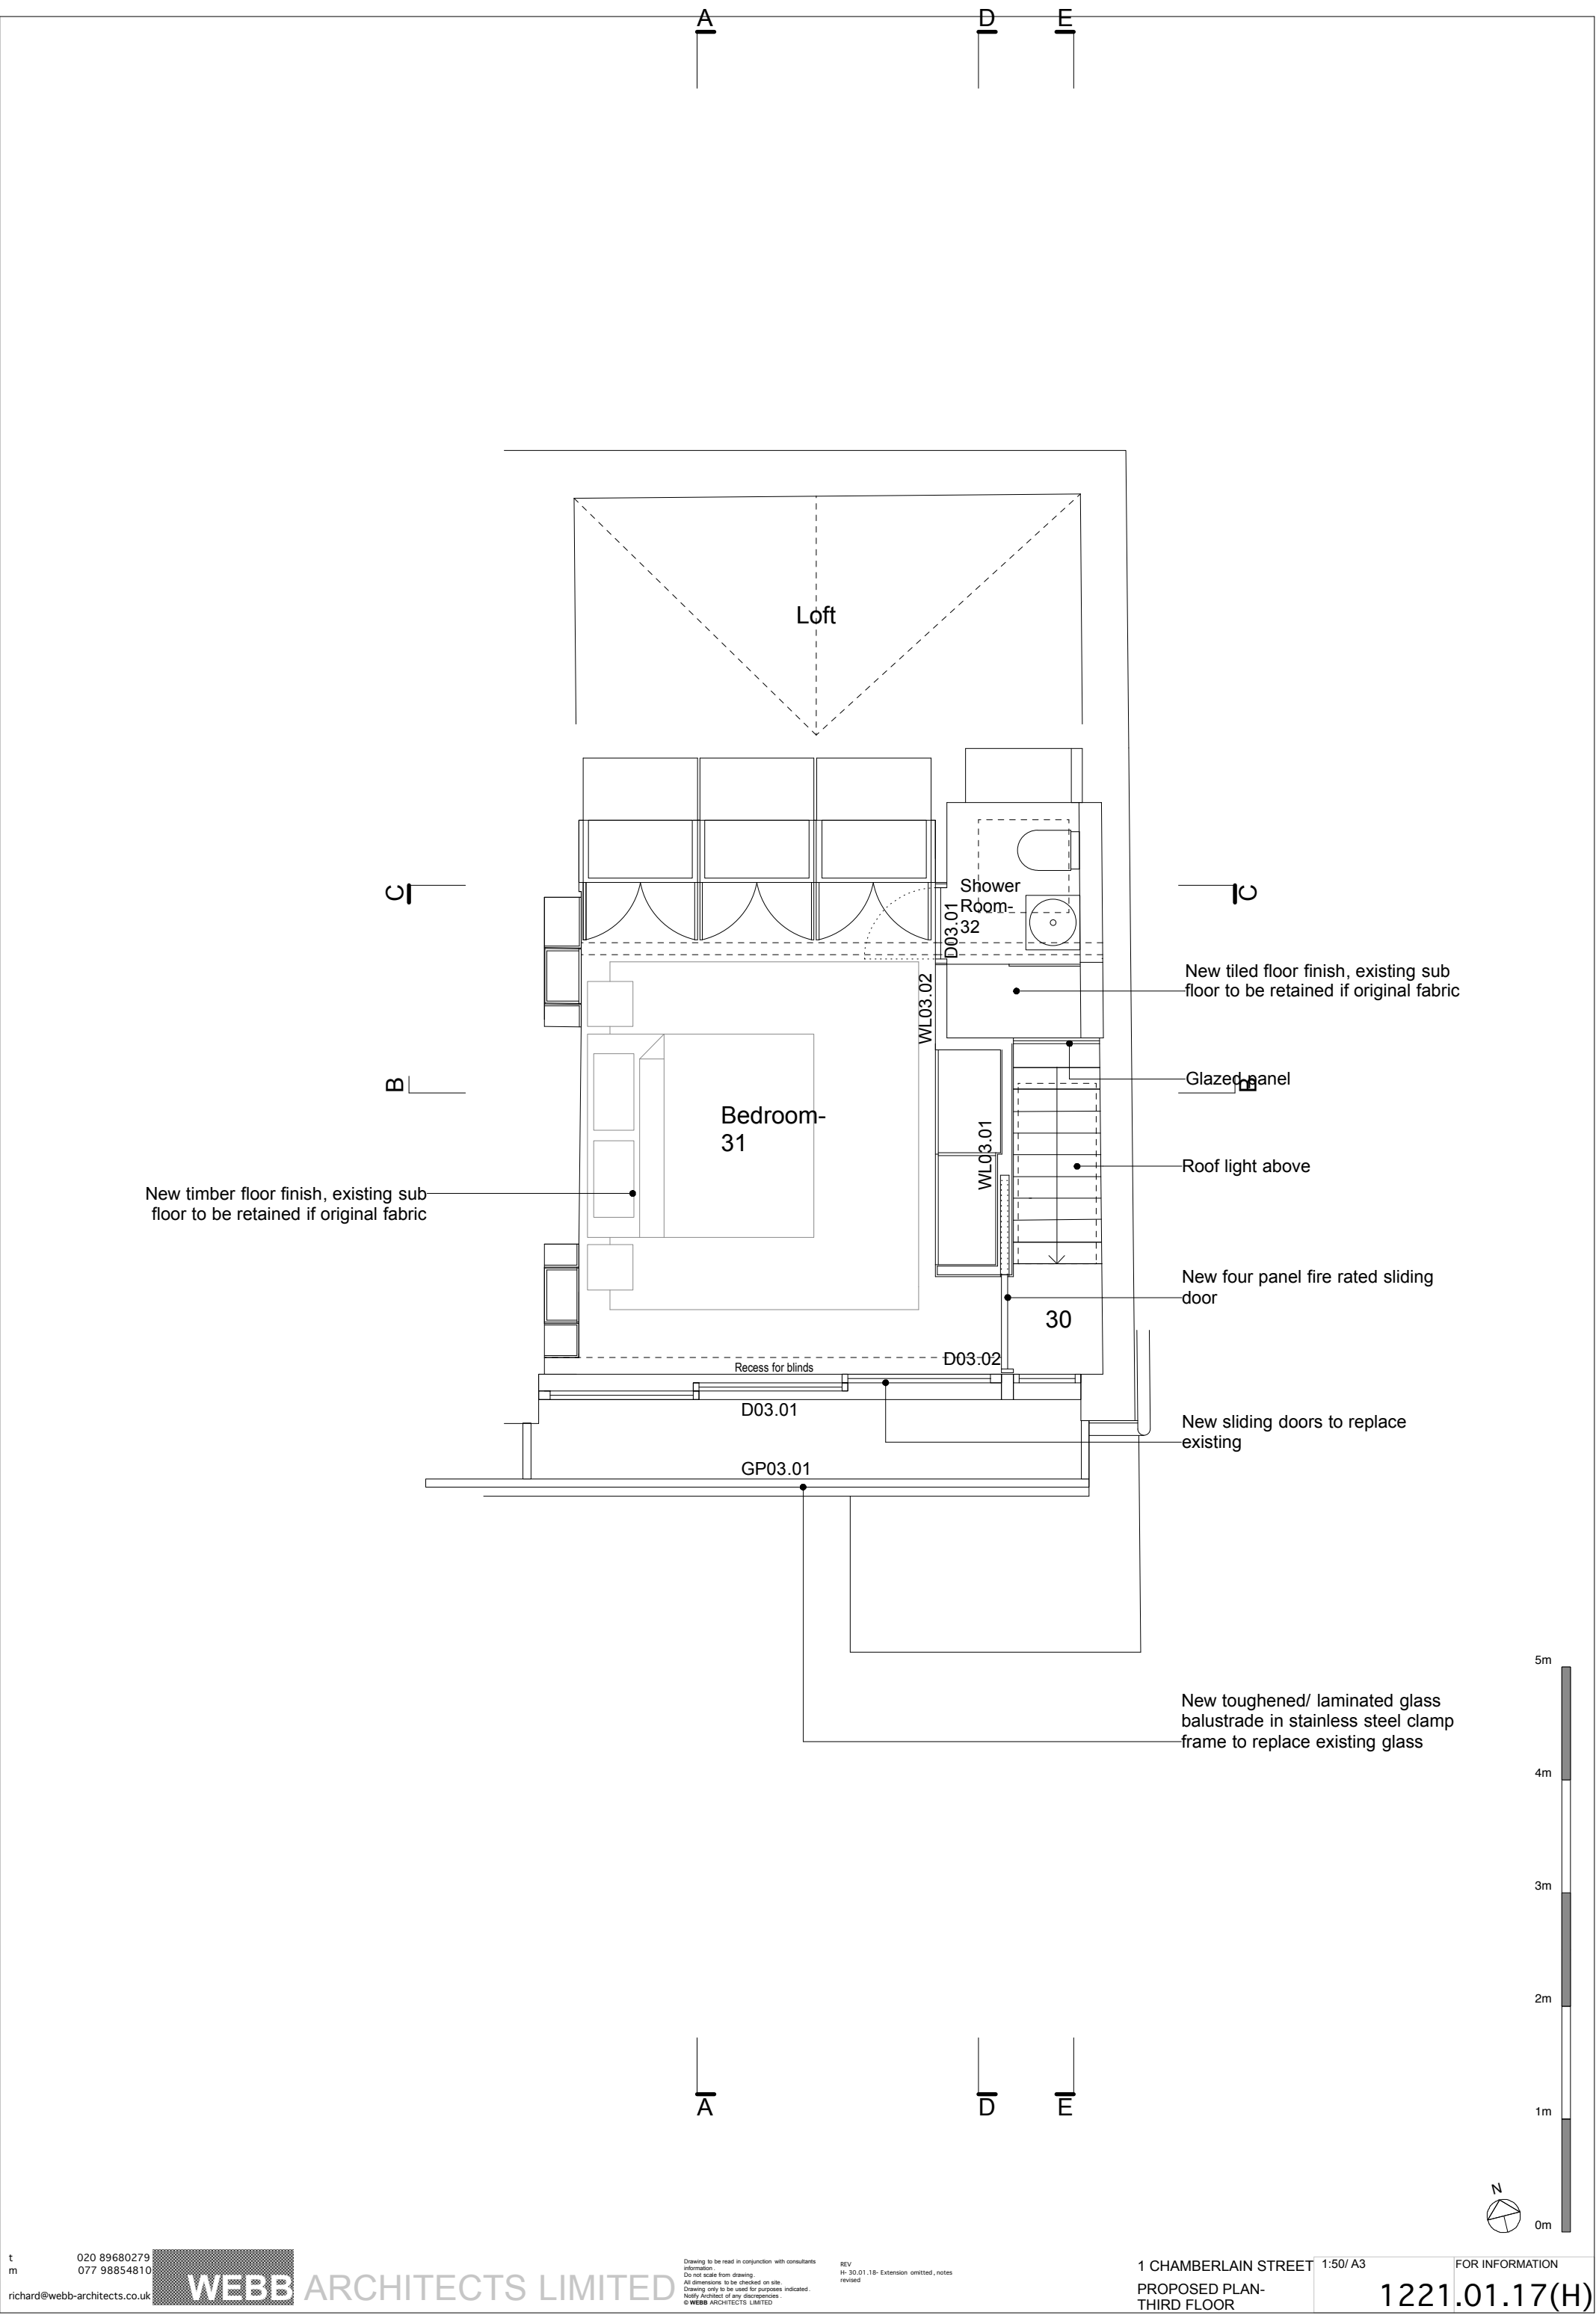 A
D
E
Loft
C
Shower
Room-
32
D03.01
C
New tiled floor finish, existing sub
floor to be retained if original fabric
WL03.02
B
Glazed panel
B
Bedroom-
31
WL03.01
Roof light above
New timber floor finish, existing sub
floor to be retained if original fabric
New four panel fire rated sliding
door
30
D03.02
Recess for blinds
D03.01
New sliding doors to replace
existing
GP03.01
5m
New toughened/ laminated glass
balustrade in stainless steel clamp
frame to replace existing glass
4m
3m
2m
1m
A
D
E
N
0m
t 020 89680279
m 077 98854810
richard@webb-architects.co.uk
WEBB ARCHITECTS LIMITED
Drawing to be read in conjunction with consultants
information.
Do not scale from drawing.
All dimensions to be checked on site.
Drawing only to be used for purposes indicated.
Notify Architect of any discrepencies.
© WEBB ARCHITECTS LIMITED
REV
H- 30.01.18- Extension omitted, notes
revised
1 CHAMBERLAIN STREET
PROPOSED PLAN-
THIRD FLOOR
1:50/ A3
FOR INFORMATION
1221.01.17(H)